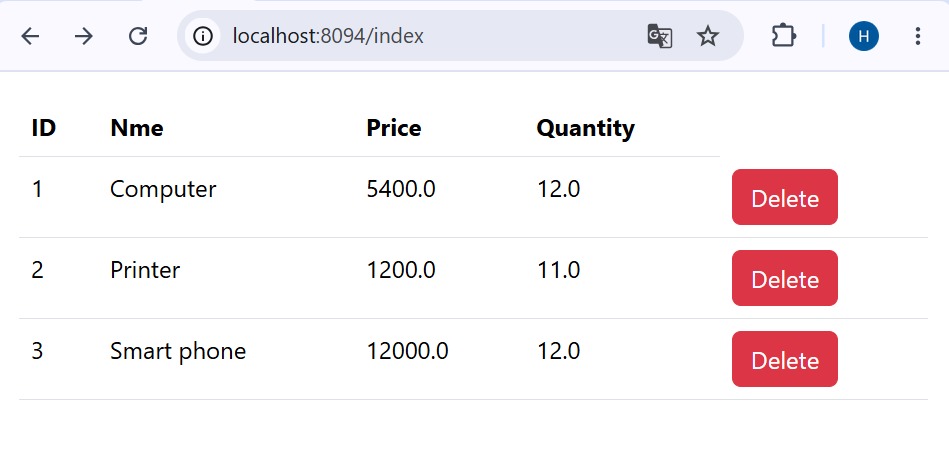 localhost:8094/index
H
ID Nme Price Quantity
1 Computer 5400.0 12.0 Delete
2 Printer 1200.0 11.0 Delete
3 Smart phone 12000.0 12.0 Delete